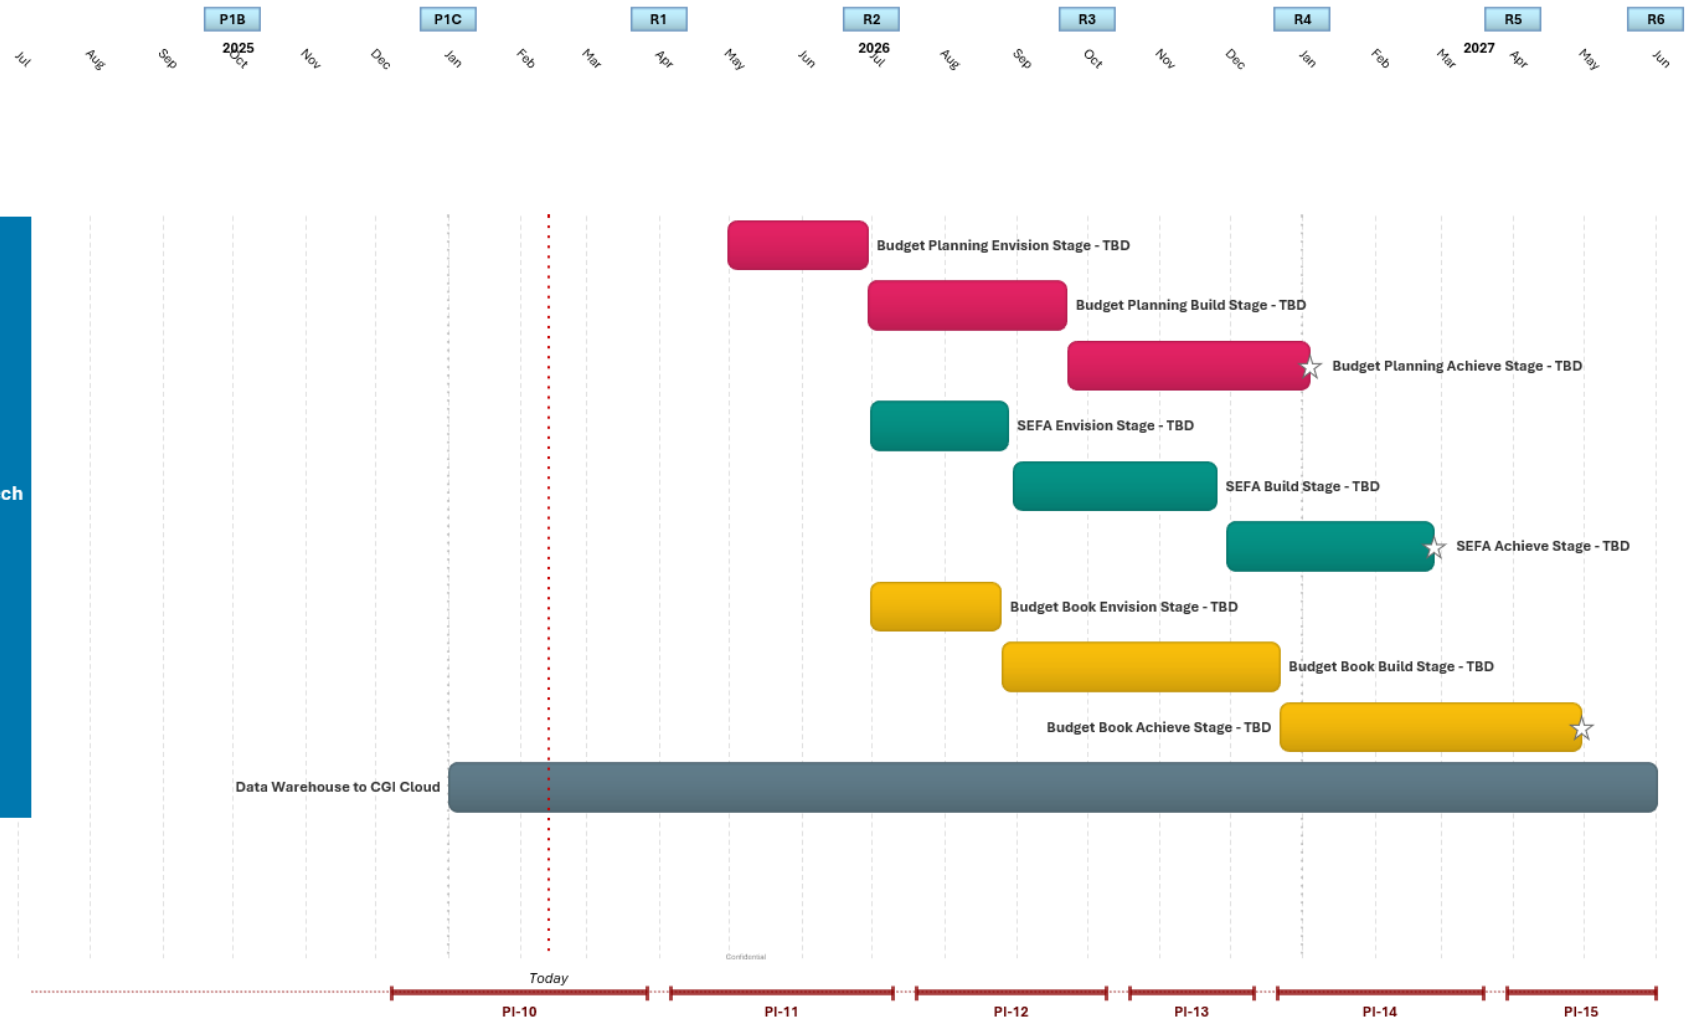 P1B P1C R1 R2 R3 R4 R5 R6
2025 2026 2027
Jul Aug Sep Oct Nov Dec Jan Feb Mar Apr May Jun Jul Aug Sep Oct Nov Dec Jan Feb Mar Apr May Jun
Budget Planning Envision Stage - TBD
Budget Planning Build Stage - TBD
Budget Planning Achieve Stage - TBD
SEFA Envision Stage - TBD
ch
SEFA Build Stage - TBD
SEFA Achieve Stage - TBD
Budget Book Envision Stage - TBD
Budget Book Build Stage - TBD
Budget Book Achieve Stage - TBD
Data Warehouse to CGI Cloud
Confidential
Today
PI-10 PI-11 PI-12 PI-13 PI-14 PI-15